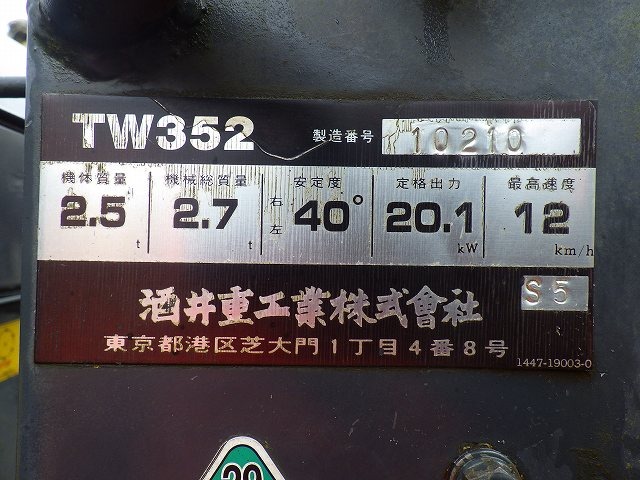 TW352 製造番号 10210
機体質量 機械総質量 安定度 定格出力 最高速度
2.5 t 2.7 t 右 左 40° 20.1 kW 12 km/h
S5
酒井重工業株式會社
東京都港区芝大門1丁目4番8号
1447-19003-0